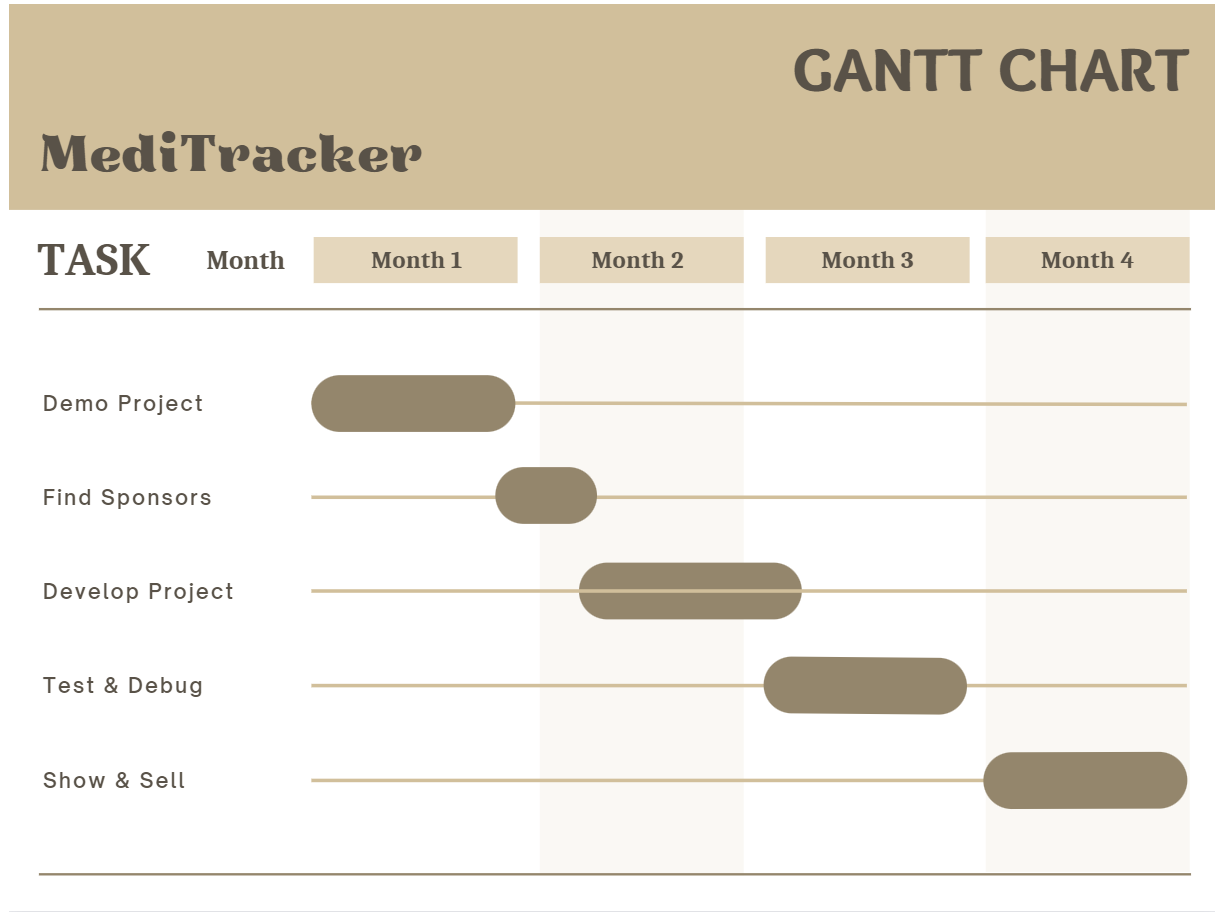 GANTT CHART
MediTracker
TASK Month Month 1 Month 2 Month 3 Month 4
Demo Project
Find Sponsors
Develop Project
Test & Debug
Show & Sell